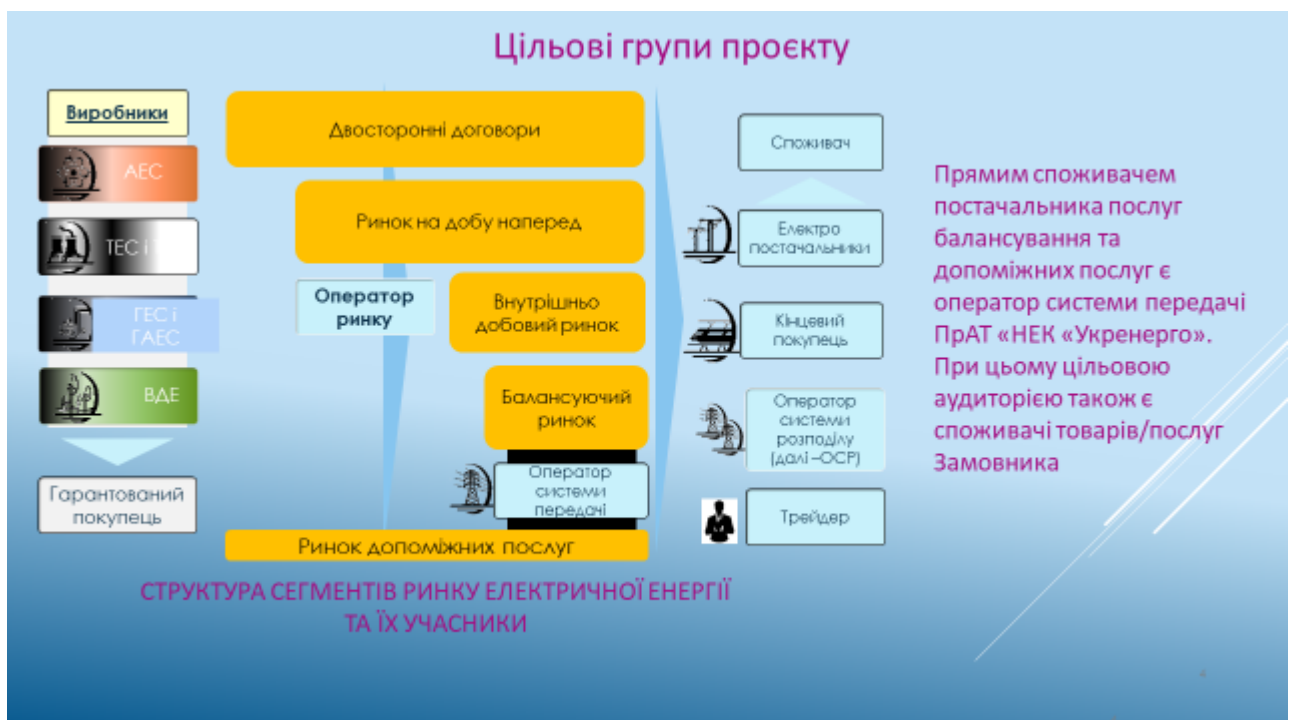 Цільові групи проєкту
Виробники
АЕС
ТЕС і
ГЕС і
ГАЕС
ВДЕ
Гарантований
покупець
Двосторонні договори
Ринок на добу наперед
Оператор
ринку
Внутрішньо
добовий ринок
Балансуючий
ринок
Оператор
системи
передачі
Ринок допоміжних послуг
СТРУКТУРА СЕГМЕНТІВ РИНКУ ЕЛЕКТРИЧНОЇ ЕНЕРГІЇ
ТА ЇХ УЧАСНИКИ
Споживач
Електро
постачальники
Кінцевий
покупець
Оператор
системи
розподілу
(далі –ОСР)
Трейдер
Прямим споживачем
постачальника послуг
балансування та
допоміжних послуг є
оператор системи передачі
ПрАТ «НЕК «Укренерго».
При цьому цільовою
аудиторією також є
споживачі товарів/послуг
Замовника
4